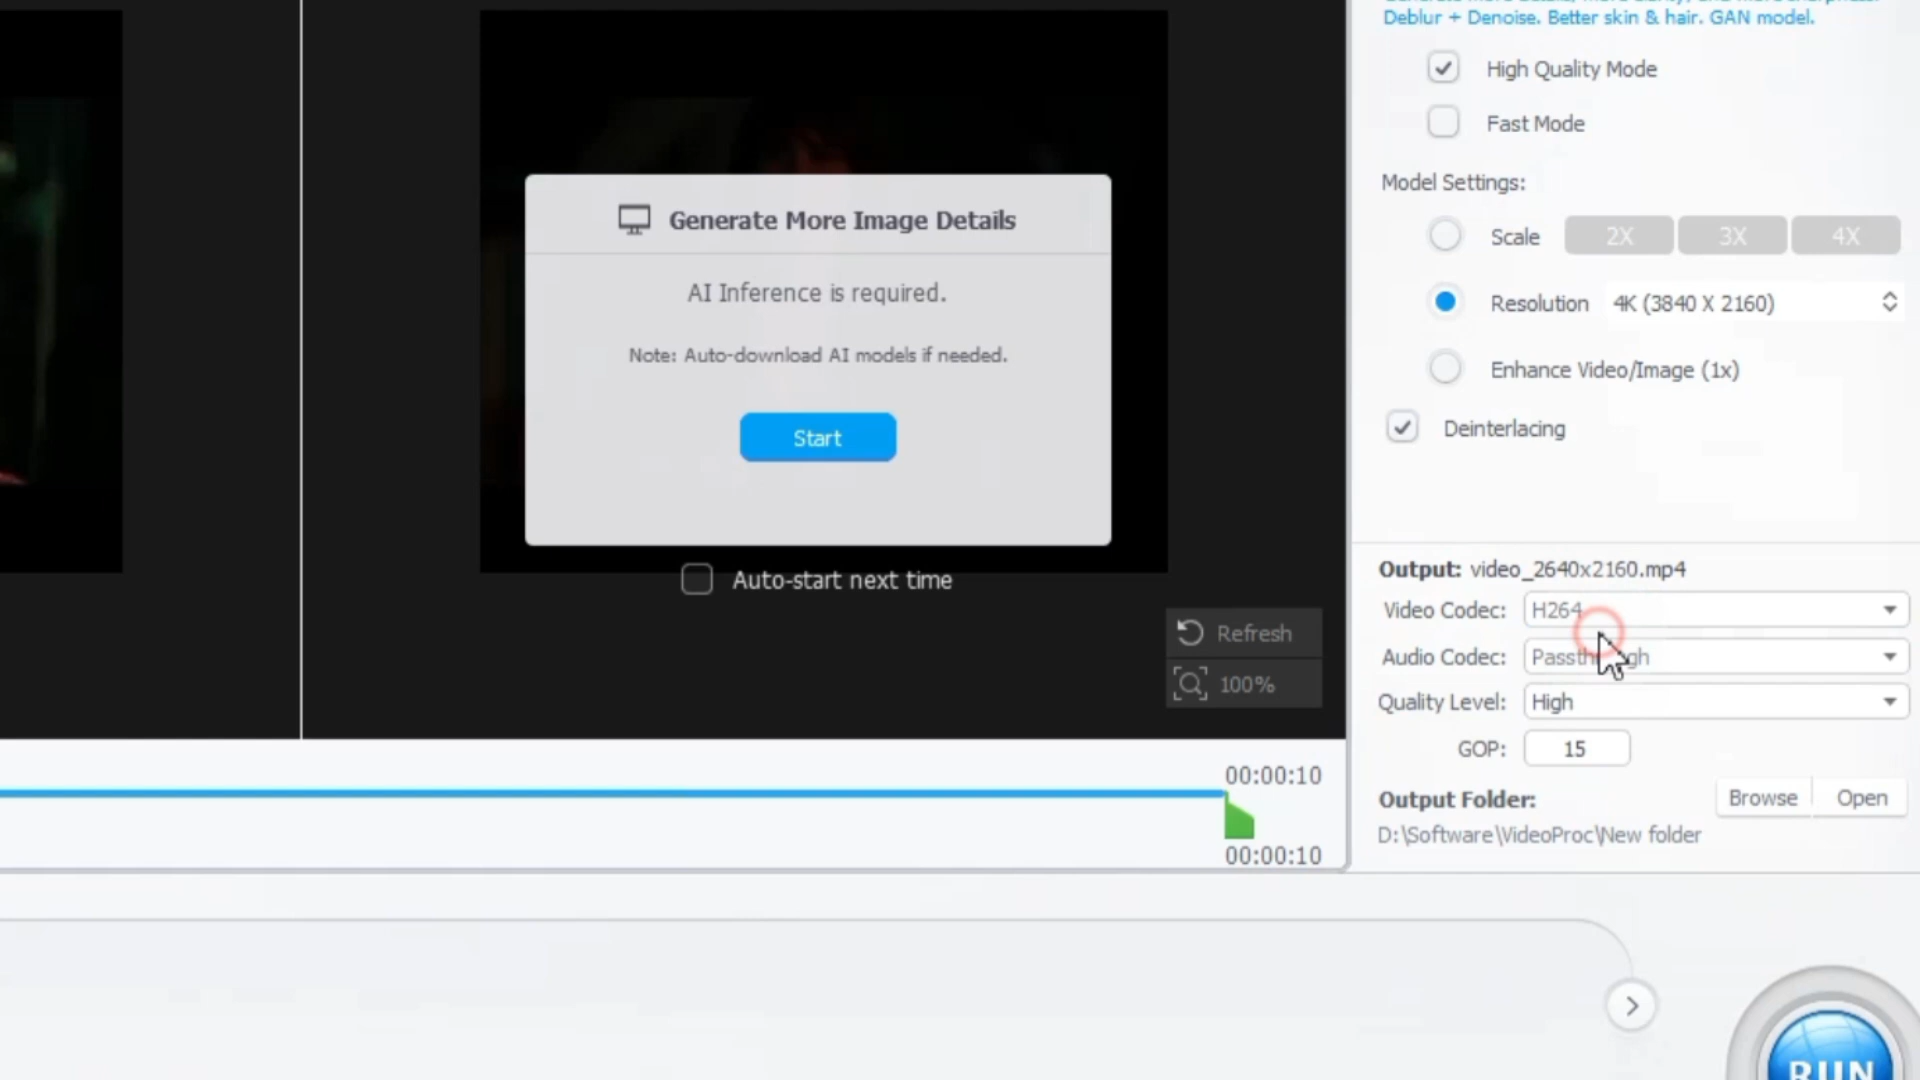 Deblur + Denoise. Better skin & hair. GAN model.
High Quality Mode
Fast Mode
Model Settings:
Scale 2X 3X 4X
Resolution 4K (3840 X 2160)
Enhance Video/Image (1x)
Deinterlacing
Generate More Image Details
AI Inference is required.
Note: Auto-download AI models if needed.
Start
Auto-start next time
Refresh
100%
00:00:10
00:00:10
Output: video_2640x2160.mp4
Video Codec: H264
Audio Codec: Passthrough
Quality Level: High
GOP: 15
Output Folder: Browse Open
D:\Software\VideoProc\New folder
RUN